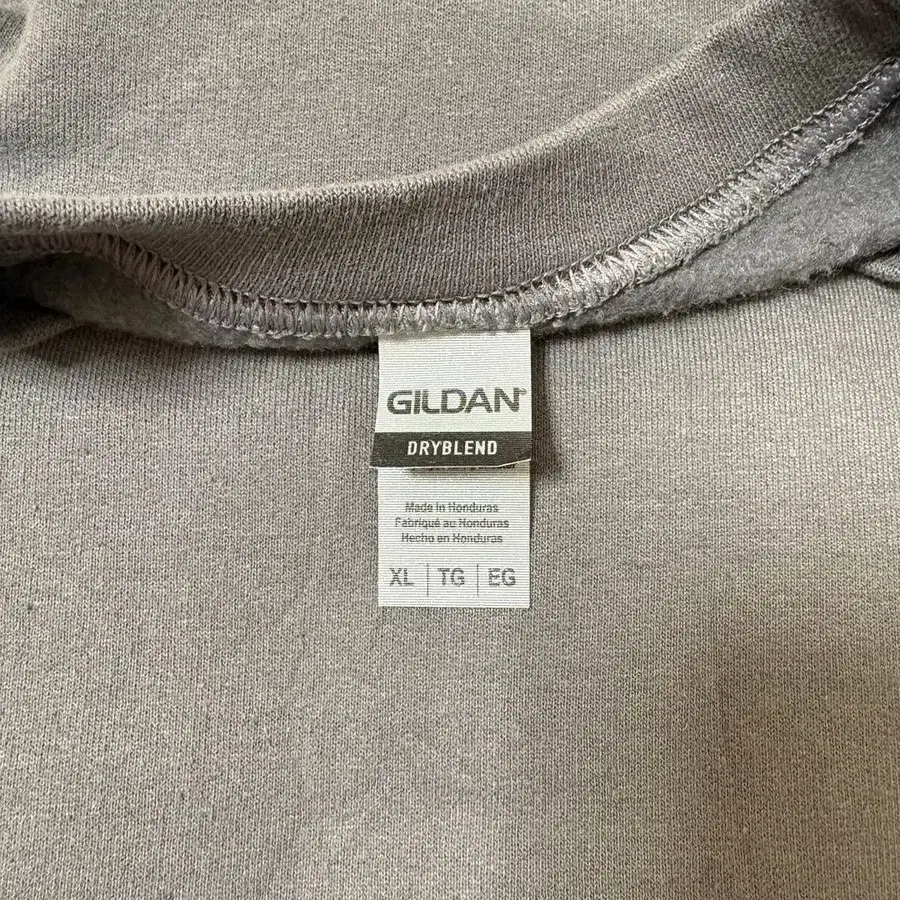 GILDAN
DRYBLEND
Made in Honduras
Fabriqué au Honduras
Hecho en Honduras
XL | TG | EG